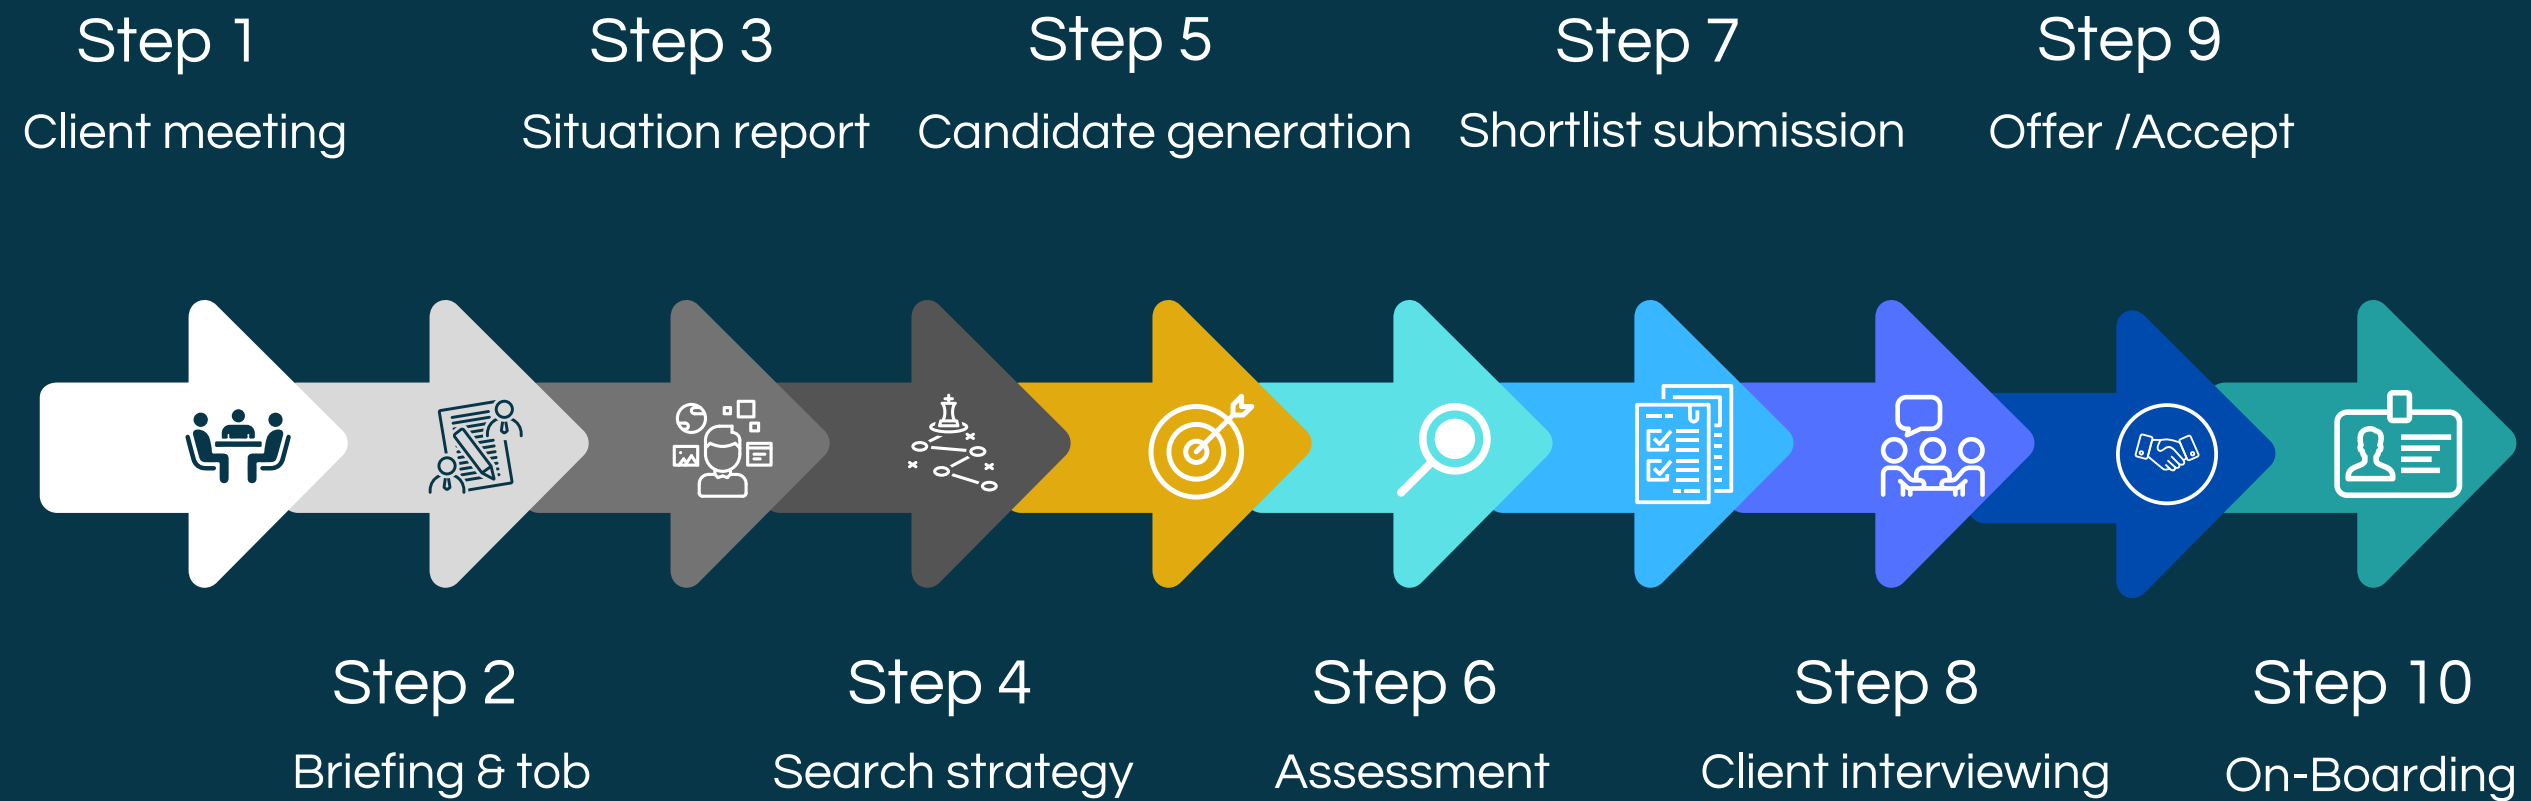 Step 1
Client meeting
Step 2
Briefing & tob
Step 3
Situation report
Step 4
Search strategy
Step 5
Candidate generation
Step 6
Assessment
Step 7
Shortlist submission
Step 8
Client interviewing
Step 9
Offer /Accept
Step 10
On-Boarding